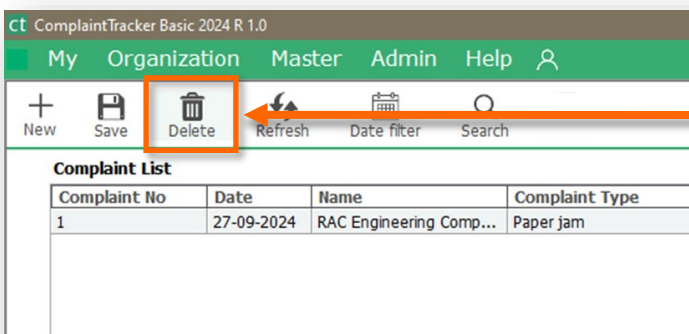 ct ComplaintTracker Basic 2024 R 1.0
My Organization Master Admin Help
New Save Delete Refresh Date filter Search
Complaint List
Complaint No Date Name Complaint Type
1 27-09-2024 RAC Engineering Comp... Paper jam